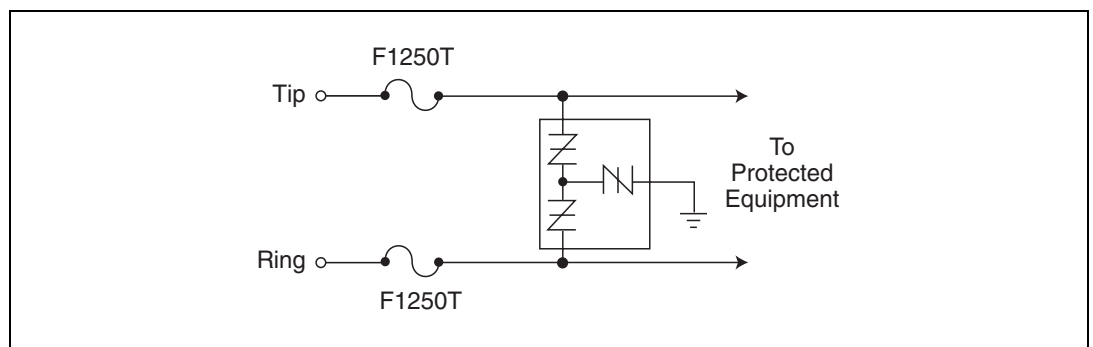 F1250T
Tip
To
Protected
Equipment
Ring
F1250T